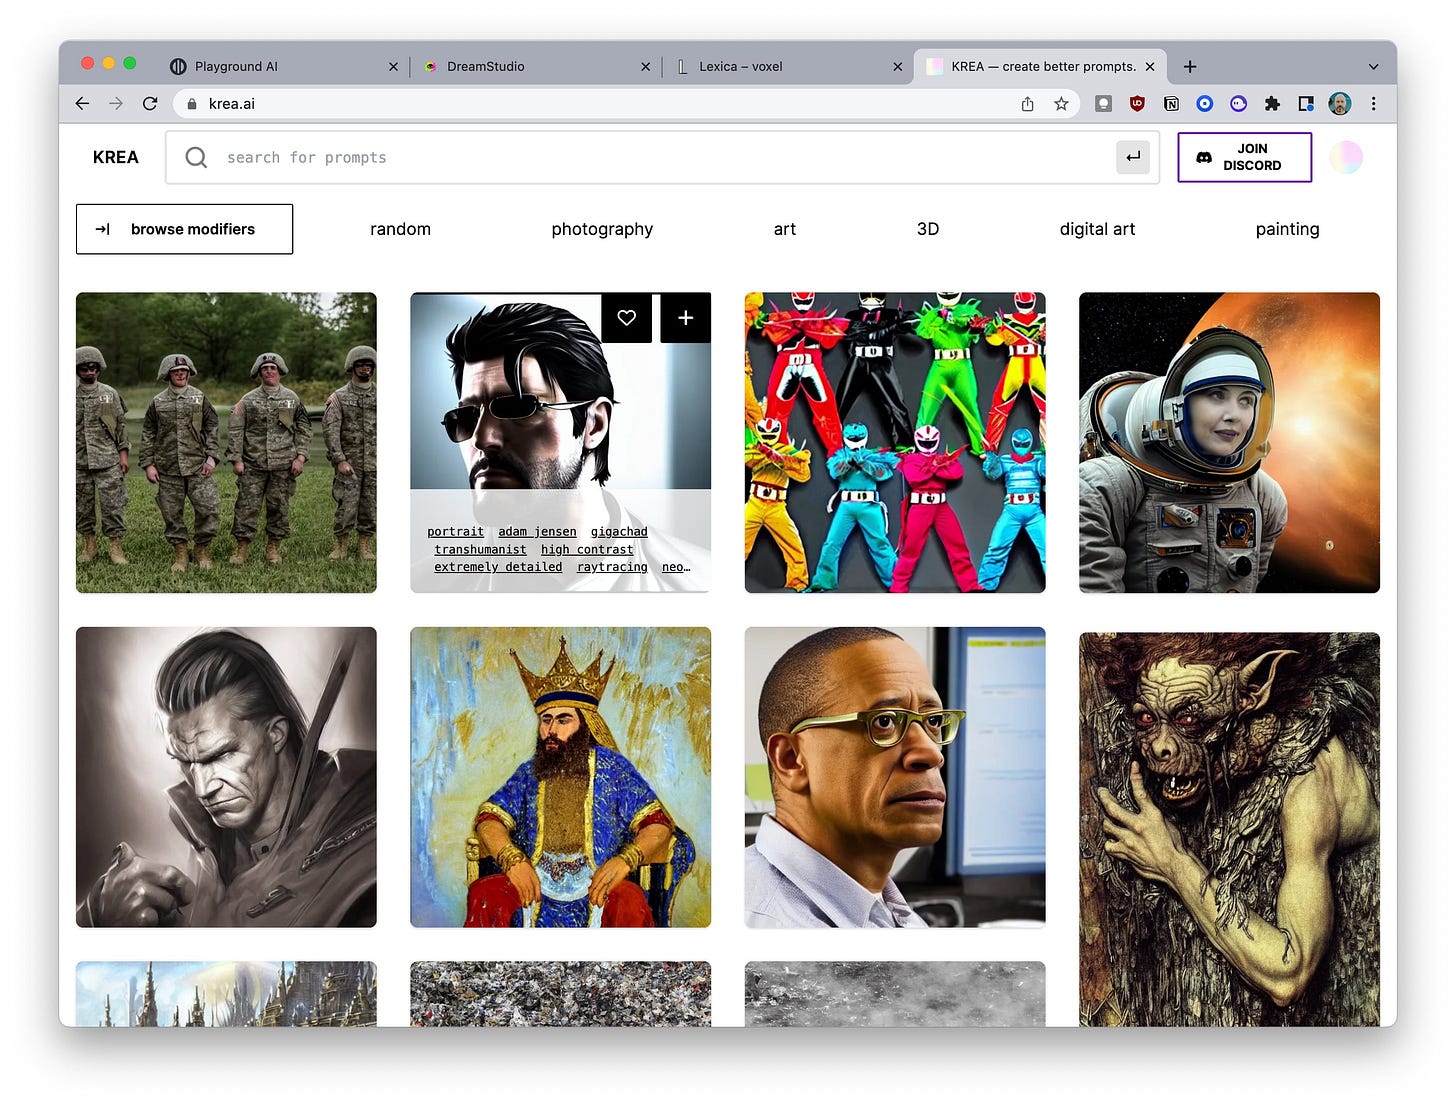 Playground AI
DreamStudio
Lexica – voxel
KREA — create better prompts.
krea.ai
KREA
search for prompts
JOIN
DISCORD
browse modifiers
random
photography
art
3D
digital art
painting
portrait adam jensen gigachad
transhumanist high contrast
extremely detailed raytracing neo…